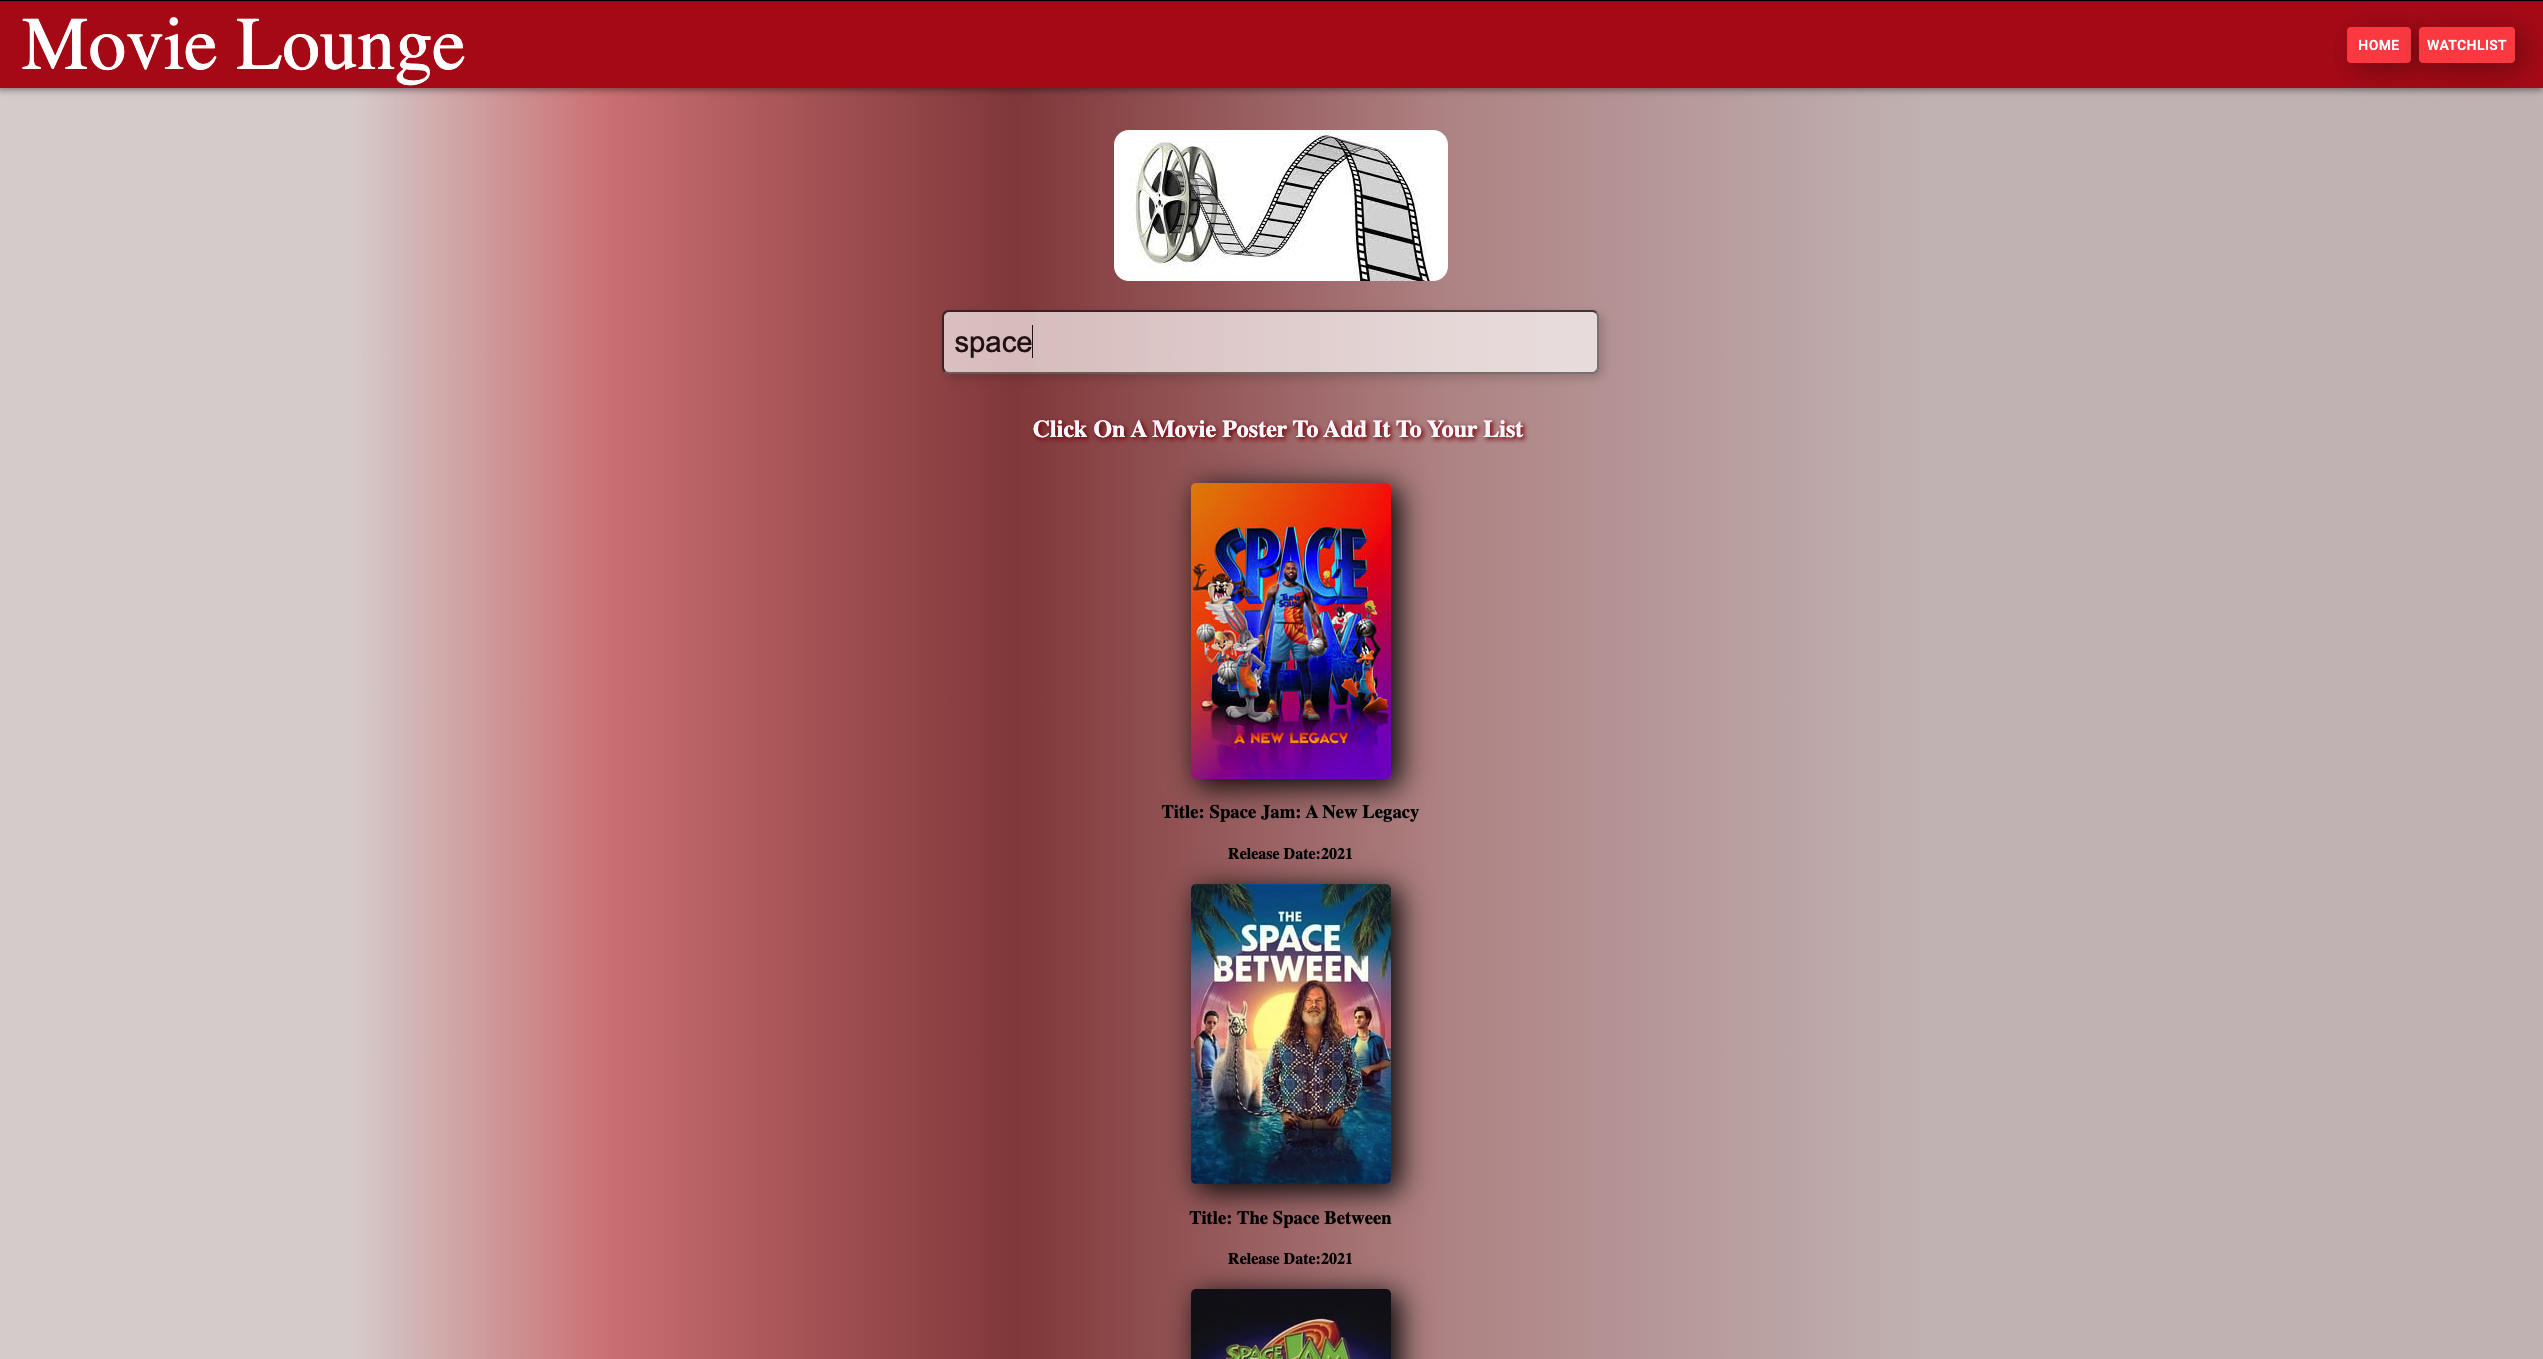 Movie Lounge
HOME
WATCHLIST
space
Click On A Movie Poster To Add It To Your List
SPACE
JAM
TUNE
SQUAD
A NEW LEGACY
Title: Space Jam: A New Legacy
Release Date:2021
THE
SPACE
BETWEEN
Title: The Space Between
Release Date:2021
SPACE JAM